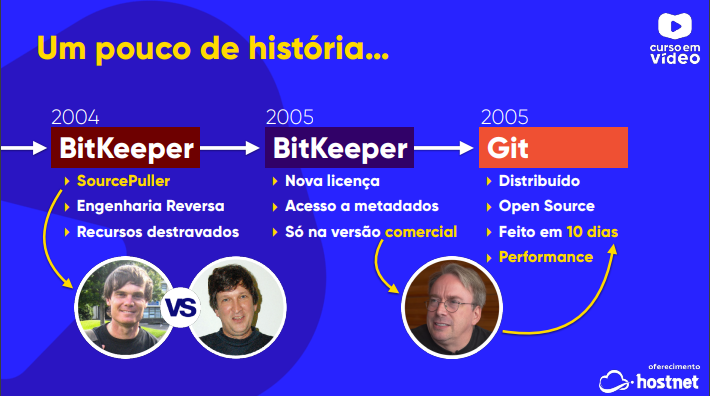 Um pouco de história...
curso em
vídeo
2004
BitKeeper
SourcePuller
Engenharia Reversa
Recursos destravados
VS
2005
BitKeeper
Nova licença
Acesso a metadados
Só na versão comercial
2005
Git
Distribuído
Open Source
Feito em 10 dias
Performance
oferecimento
hostnet